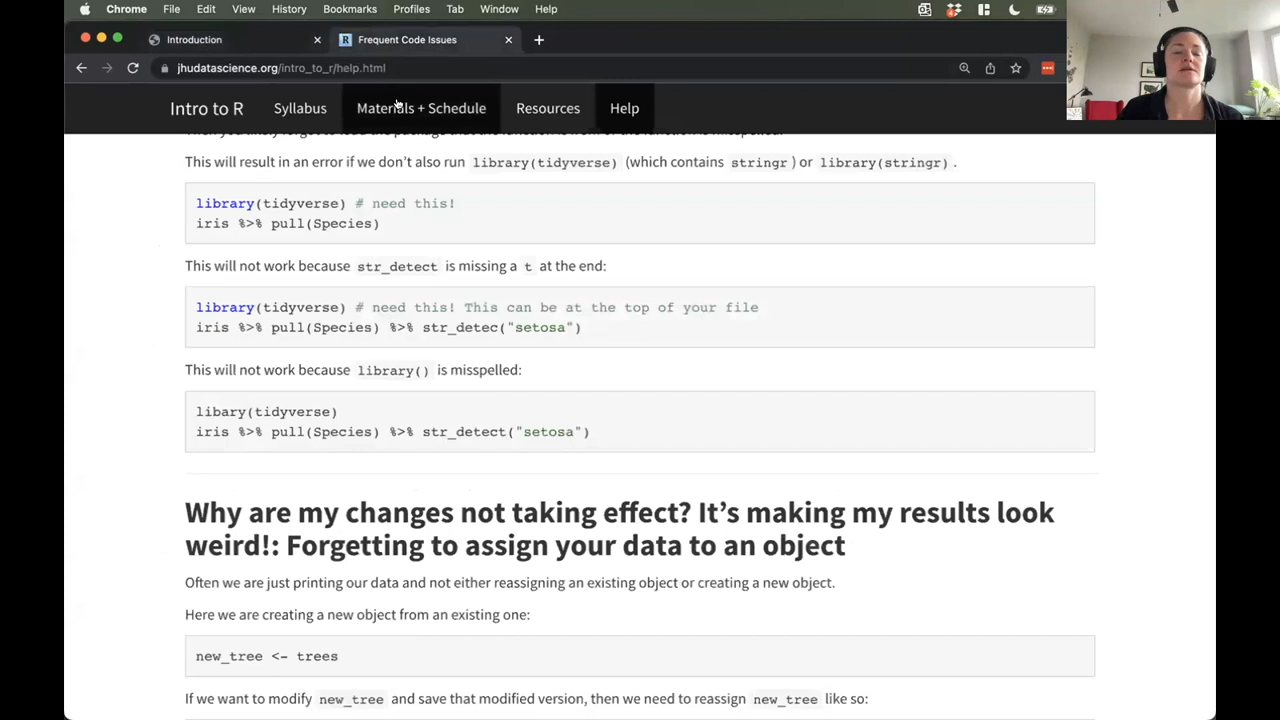 Chrome File Edit View History Bookmarks Profiles Tab Window Help
Introduction
Frequent Code Issues
jhudatascience.org/intro_to_r/help.html
Intro to R Syllabus Materials + Schedule Resources Help
This will result in an error if we don't also run library(tidyverse) (which contains stringr ) or library(stringr) .
library(tidyverse) # need this!
iris %>% pull(Species)
This will not work because str_detect is missing a t at the end:
library(tidyverse) # need this! This can be at the top of your file
iris %>% pull(Species) %>% str_detec("setosa")
This will not work because library() is misspelled:
libary(tidyverse)
iris %>% pull(Species) %>% str_detect("setosa")
Why are my changes not taking effect? It's making my results look
weird!: Forgetting to assign your data to an object
Often we are just printing our data and not either reassigning an existing object or creating a new object.
Here we are creating a new object from an existing one:
new_tree <- trees
If we want to modify new_tree and save that modified version, then we need to reassign new_tree like so: